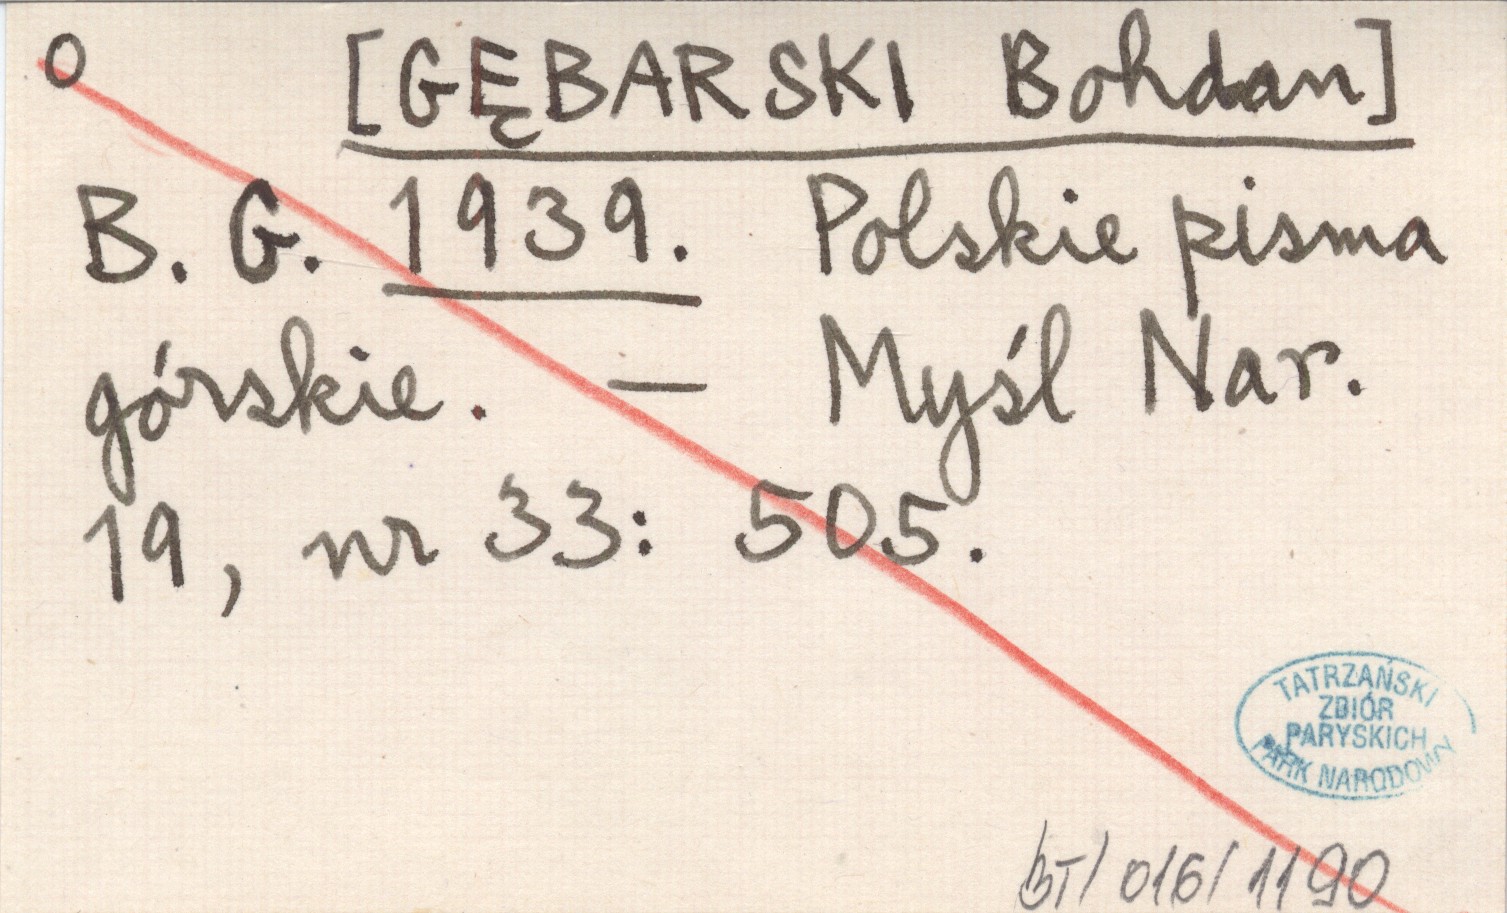 O [GĘBARSKI Bohdan]
B. G. 1939. Polskie pisma
górskie. — Myśl Nar.
19, nr 33: 505.
TATRZAŃSKI
ZBIÓR
PARYSKICH
PARK NARODOWY
BT/016/1190